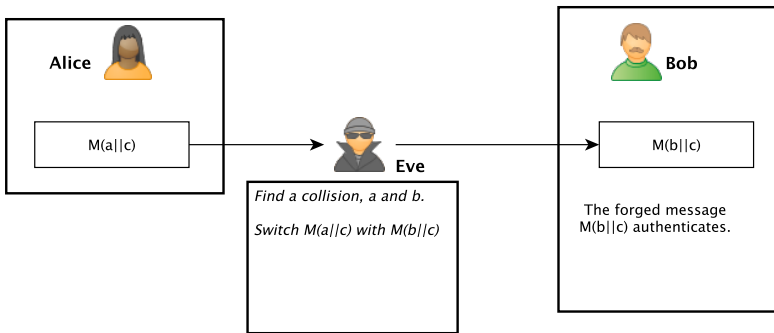 Alice
M(a||c)
Eve
Find a collision, a and b.
Switch M(a||c) with M(b||c)
Bob
M(b||c)
The forged message
M(b||c) authenticates.